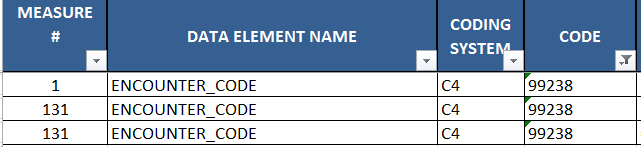 MEASURE # DATA ELEMENT NAME CODING SYSTEM CODE
1 ENCOUNTER_CODE C4 99238
131 ENCOUNTER_CODE C4 99238
131 ENCOUNTER_CODE C4 99238